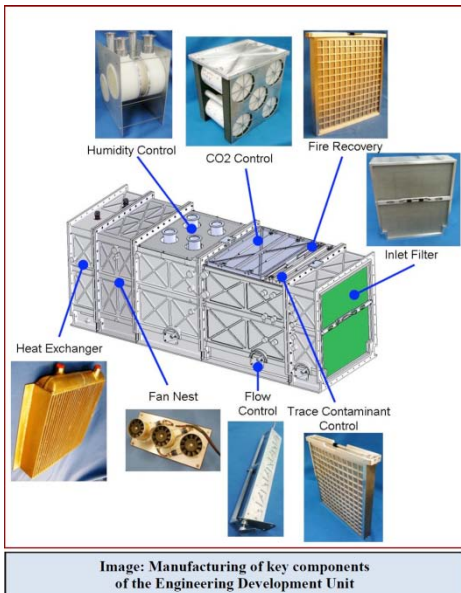 Humidity Control
CO2 Control
Fire Recovery
Inlet Filter
Heat Exchanger
Fan Nest
Flow
Control
Trace Contaminant
Control
Image: Manufacturing of key components
of the Engineering Development Unit